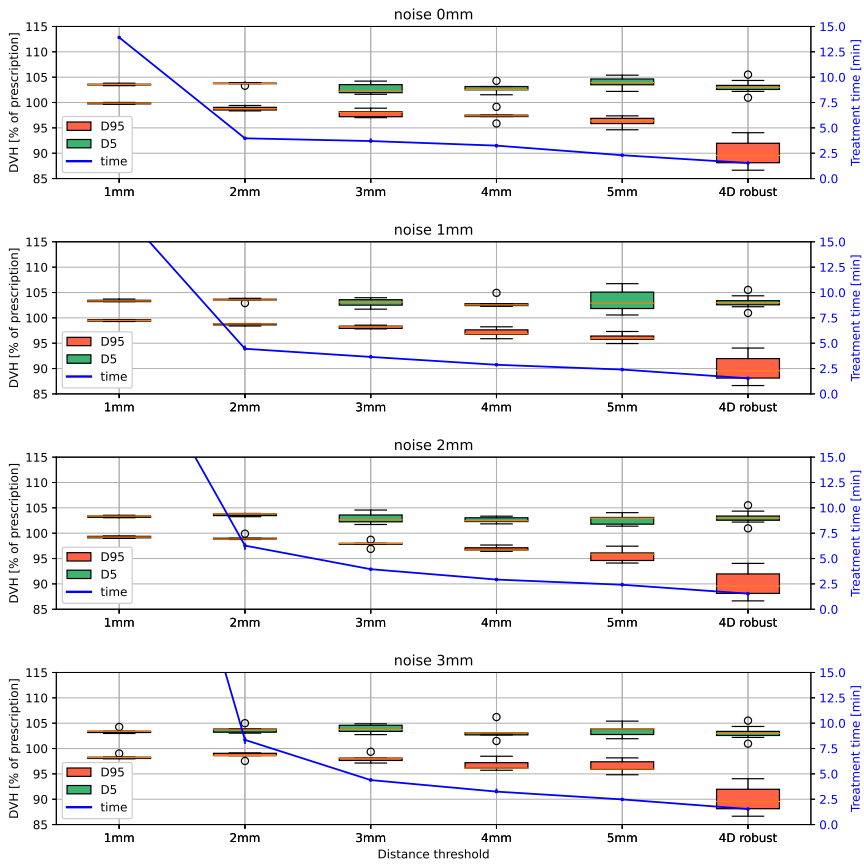 noise 0mm
115
110
105
100
95
90
85
DVH [% of prescription]
D95
D5
time
15.0
12.5
10.0
7.5
5.0
2.5
0.0
Treatment time [min]
1mm 2mm 3mm 4mm 5mm 4D robust
noise 1mm
115
110
105
100
95
90
85
DVH [% of prescription]
D95
D5
time
15.0
12.5
10.0
7.5
5.0
2.5
0.0
Treatment time [min]
1mm 2mm 3mm 4mm 5mm 4D robust
noise 2mm
115
110
105
100
95
90
85
DVH [% of prescription]
D95
D5
time
15.0
12.5
10.0
7.5
5.0
2.5
0.0
Treatment time [min]
1mm 2mm 3mm 4mm 5mm 4D robust
noise 3mm
115
110
105
100
95
90
85
DVH [% of prescription]
D95
D5
time
15.0
12.5
10.0
7.5
5.0
2.5
0.0
Treatment time [min]
1mm 2mm 3mm 4mm 5mm 4D robust
Distance threshold